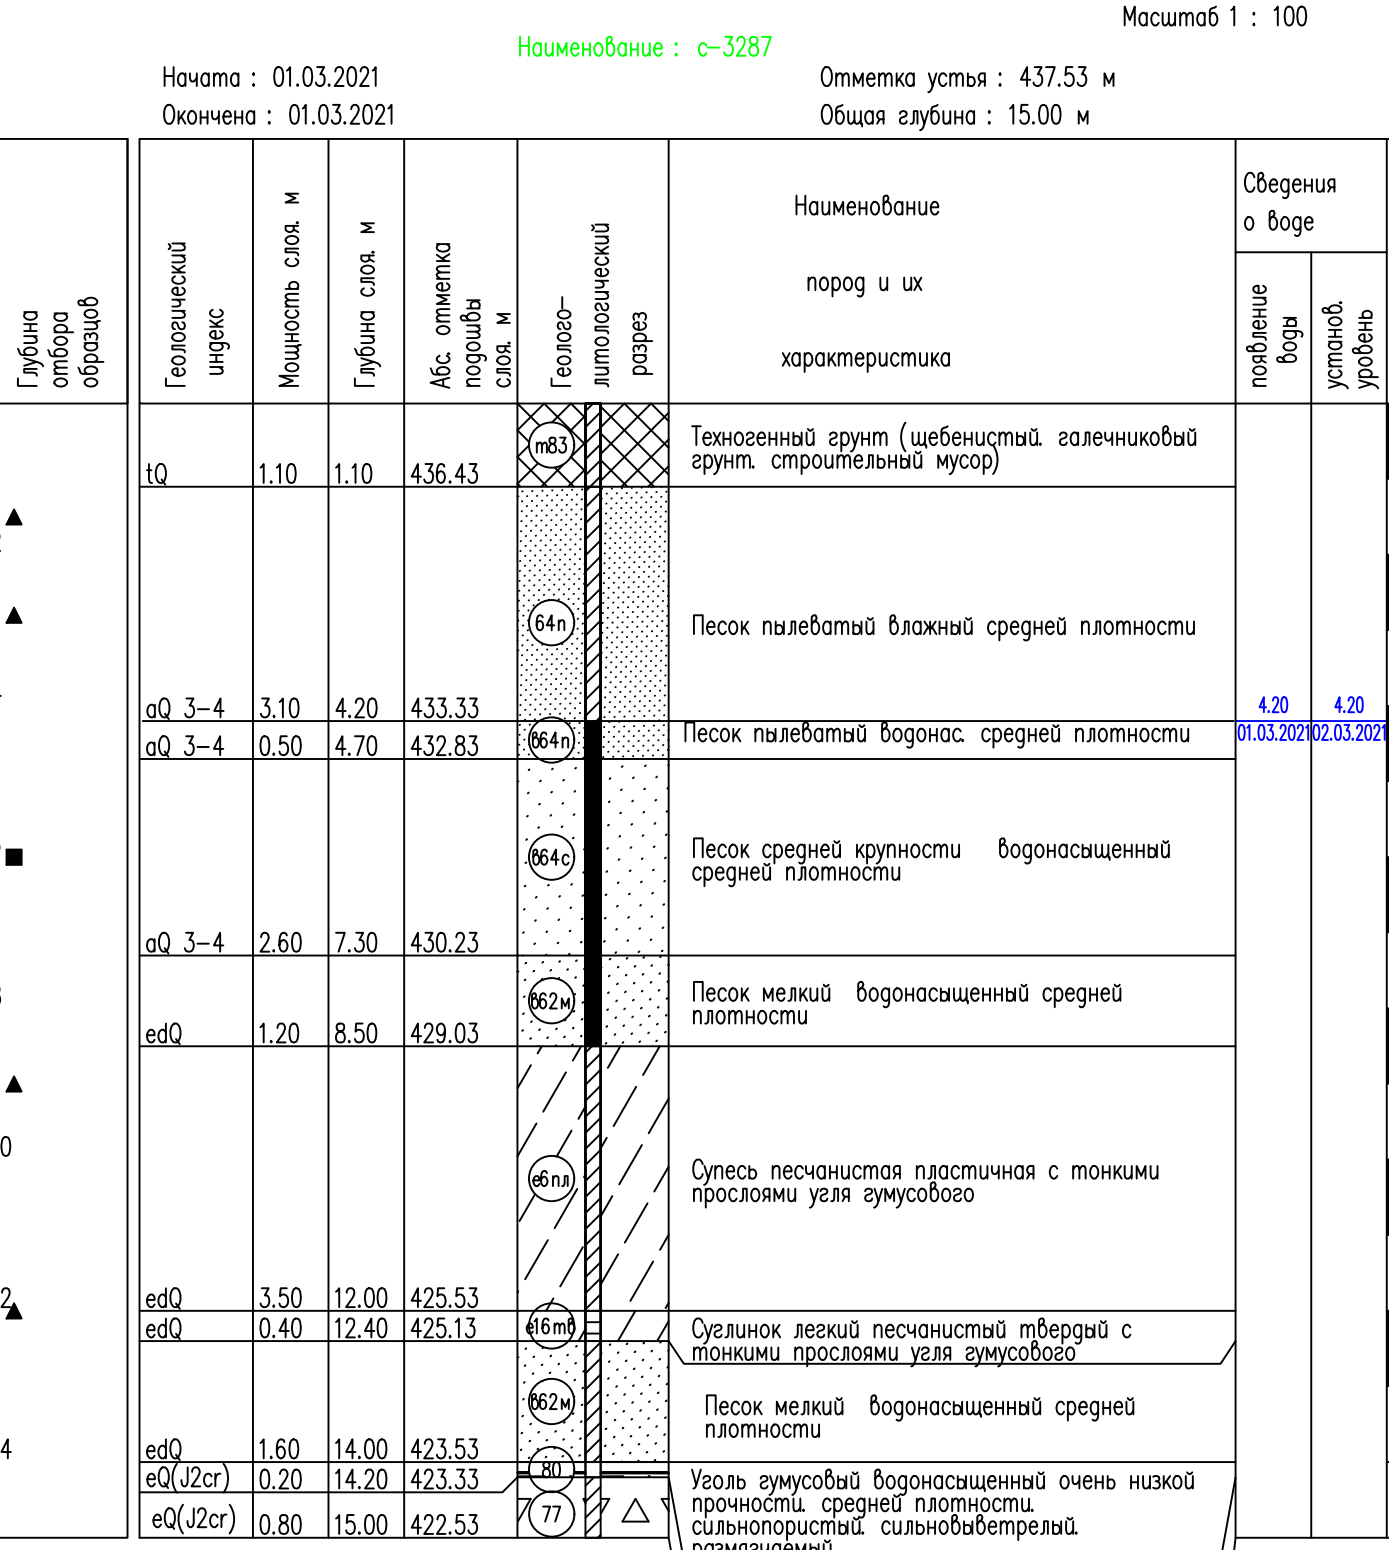 Масштаб 1 : 100
Наименование : с-3287
Начата : 01.03.2021
Отметка устья : 437.53 м
Окончена : 01.03.2021
Общая глубина : 15.00 м
Глубина
отбора
образцов
Геологический
индекс
Мощность слоя. м
Глубина слоя. м
Абс. отметка
подошвы
слоя. м
Геолого-
литологический
разрез
Наименование
пород и их
характеристика
Сведения
о воде
появление
воды
установ.
уровень
т83
Техногенный грунт (щебенистый. галечниковый
грунт. строительный мусор)
tQ 1.10 1.10 436.43
64п
Песок пылеватый влажный средней плотности
aQ 3-4 3.10 4.20 433.33
4.20 4.20
01.03.2021 02.03.2021
aQ 3-4 0.50 4.70 432.83
в64п
Песок пылеватый водонас. средней плотности
в64с
Песок средней крупности водонасыщенный
средней плотности
aQ 3-4 2.60 7.30 430.23
в62м
Песок мелкий водонасыщенный средней
плотности
edQ 1.20 8.50 429.03
0
е6пл
Супесь песчанистая пластичная с тонкими
прослоями угля гумусового
2
edQ 3.50 12.00 425.53
edQ 0.40 12.40 425.13
е16тв
Суглинок легкий песчанистый твердый с
тонкими прослоями угля гумусового
в62м
Песок мелкий водонасыщенный средней
плотности
4
edQ 1.60 14.00 423.53
eQ(J2cr) 0.20 14.20 423.33
80
Уголь гумусовый водонасыщенный очень низкой
прочности. средней плотности.
сильнопористый. сильновыветрелый.
размягчаемый
eQ(J2cr) 0.80 15.00 422.53
77